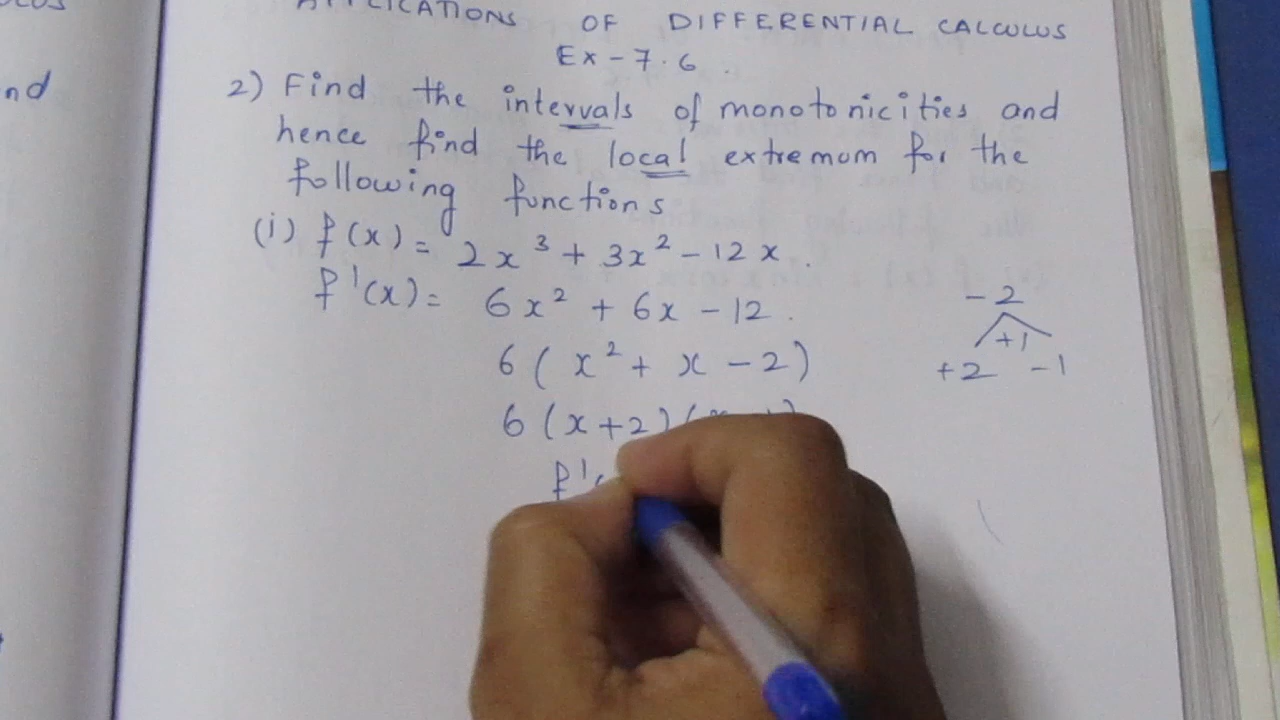 nd
OF DIFFERENTIAL CALCULUS
Ex-7.6.
2) Find the intervals of monotonicities and
hence find the local extremum for the
following functions
(i) f(x) = 2x³ + 3x² - 12x.
f'(x) = 6x² + 6x - 12.
-2
+1
6(x² + x - 2)
+2 -1
6(x+2)